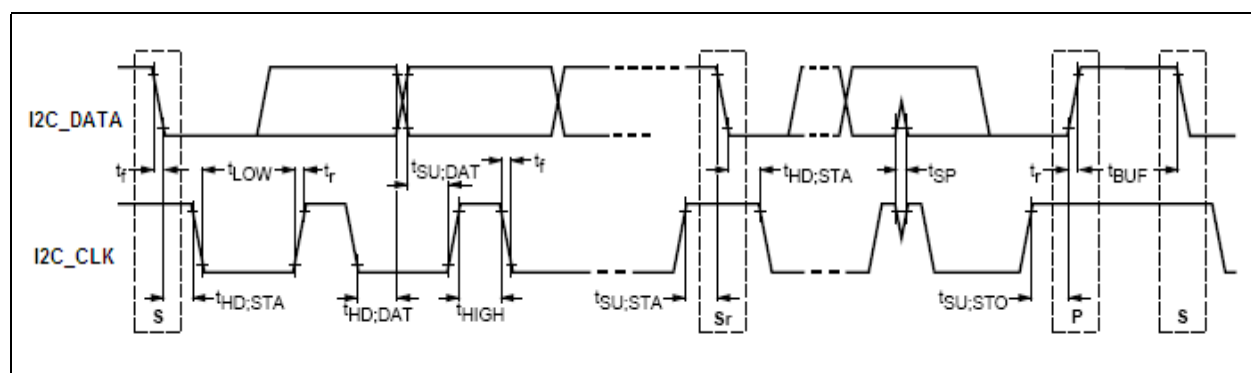 I2C_DATA
tf
tLOW
tr
tSU;DAT
tf
tHD;STA
tSP
tr
tBUF
I2C_CLK
S
tHD;STA
tHD;DAT
tHIGH
tSU;STA
Sr
tSU;STO
P
S